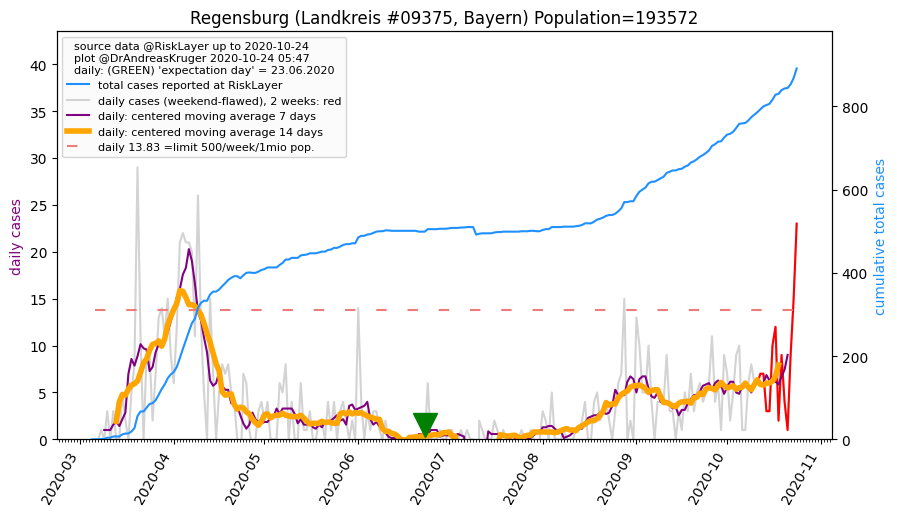 Regensburg (Landkreis #09375, Bayern) Population=193572
source data @RiskLayer up to 2020-10-24
plot @DrAndreasKruger 2020-10-24 05:47
daily: (GREEN) 'expectation day' = 23.06.2020
total cases reported at RiskLayer
daily cases (weekend-flawed), 2 weeks: red
daily: centered moving average 7 days
daily: centered moving average 14 days
daily 13.83 =limit 500/week/1mio pop.
daily cases
40
35
30
25
20
15
10
5
0
cumulative total cases
800
600
400
200
0
2020-03
2020-04
2020-05
2020-06
2020-07
2020-08
2020-09
2020-10
2020-11